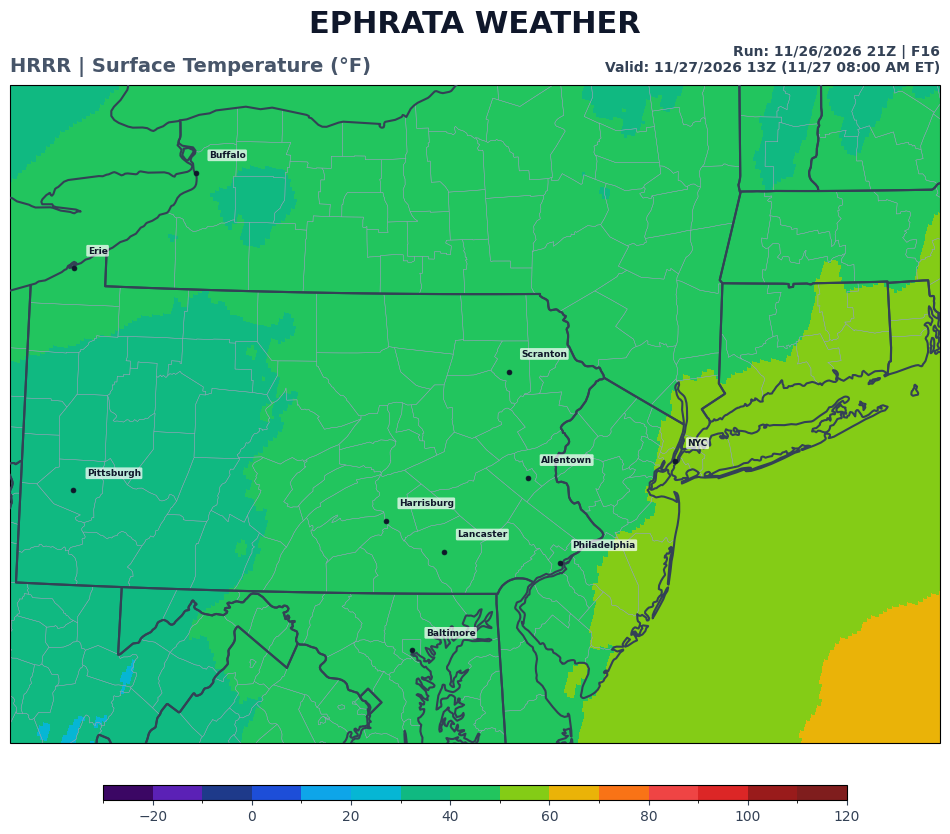 EPHRATA WEATHER
HRRR | Surface Temperature (°F)
Run: 11/26/2026 21Z | F16
Valid: 11/27/2026 13Z (11/27 08:00 AM ET)
Buffalo
Erie
Scranton
NYC
Allentown
Pittsburgh
Harrisburg
Lancaster
Philadelphia
Baltimore
−20 0 20 40 60 80 100 120